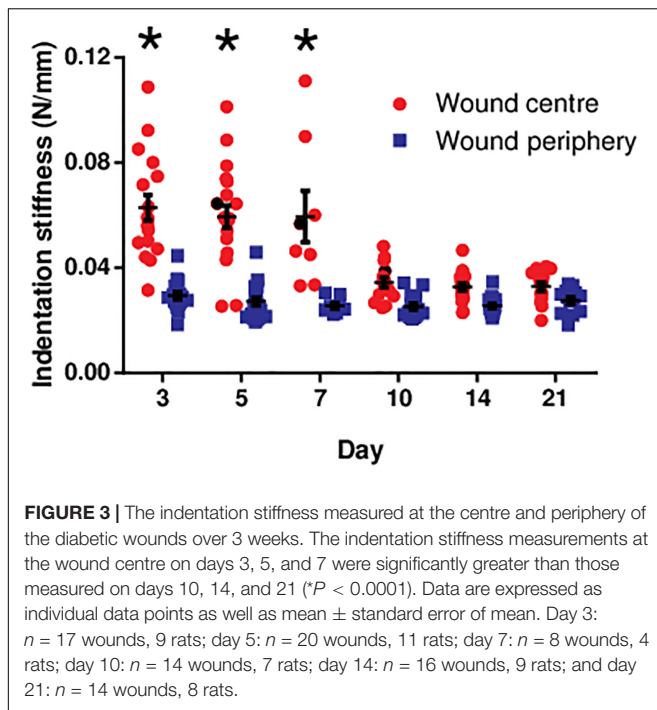 * * *
0.12
0.08
0.04
0.00
Indentation stiffness (N/mm)
Wound centre
Wound periphery
3 5 7 10 14 21
Day
FIGURE 3 | The indentation stiffness measured at the centre and periphery of
the diabetic wounds over 3 weeks. The indentation stiffness measurements at
the wound centre on days 3, 5, and 7 were significantly greater than those
measured on days 10, 14, and 21 (*P < 0.0001). Data are expressed as
individual data points as well as mean ± standard error of mean. Day 3:
n = 17 wounds, 9 rats; day 5: n = 20 wounds, 11 rats; day 7: n = 8 wounds, 4
rats; day 10: n = 14 wounds, 7 rats; day 14: n = 16 wounds, 9 rats; and day
21: n = 14 wounds, 8 rats.